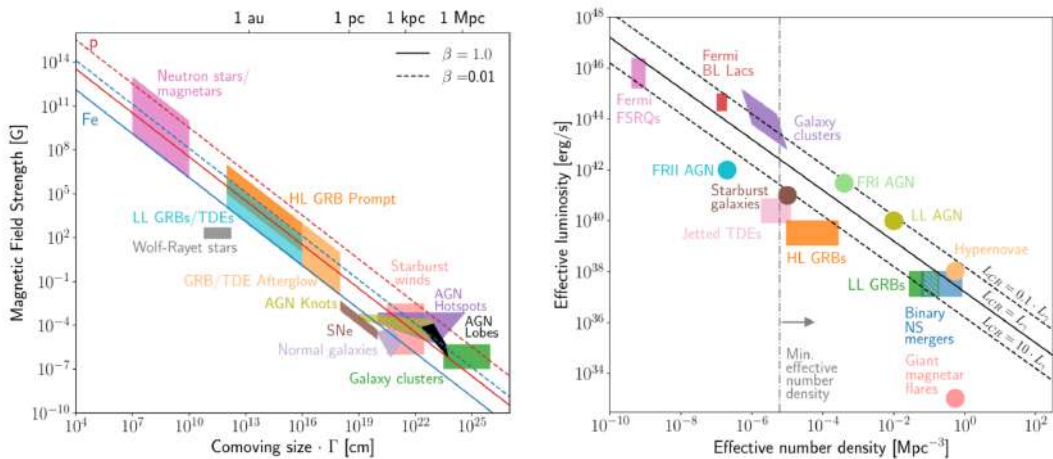 1 au
1 pc
1 kpc
1 Mpc
10^14
10^11
10^8
10^5
10^2
10^-1
10^-4
10^-7
10^-10
Magnetic Field Strength [G]
p
Fe
Neutron stars/
magnetars
β = 1.0
β =0.01
HL GRB Prompt
LL GRBs/TDEs
Wolf-Rayet stars
GRB/TDE Afterglow
Starburst
winds
AGN Knots
AGN
Hotspots
SNe
AGN
Lobes
Normal galaxies
Galaxy clusters
10^4
10^7
10^10
10^13
10^16
10^19
10^22
10^25
Comoving size · Γ [cm]
10^48
10^46
10^44
10^42
10^40
10^38
10^36
10^34
Effective luminosity [erg/s]
Fermi
BL Lacs
Fermi
FSRQs
Galaxy
clusters
FRII AGN
FRI AGN
Starburst
galaxies
LL AGN
Jetted TDEs
HL GRBs
Hypernovae
LL GRBs
L_CR = 0.1 · L_γ
L_CR = L_γ
L_CR = 10 · L_γ
Binary
NS
mergers
Min.
effective
number
density
Giant
magnetar
flares
10^-10
10^-8
10^-6
10^-4
10^-2
10^0
10^2
Effective number density [Mpc^-3]